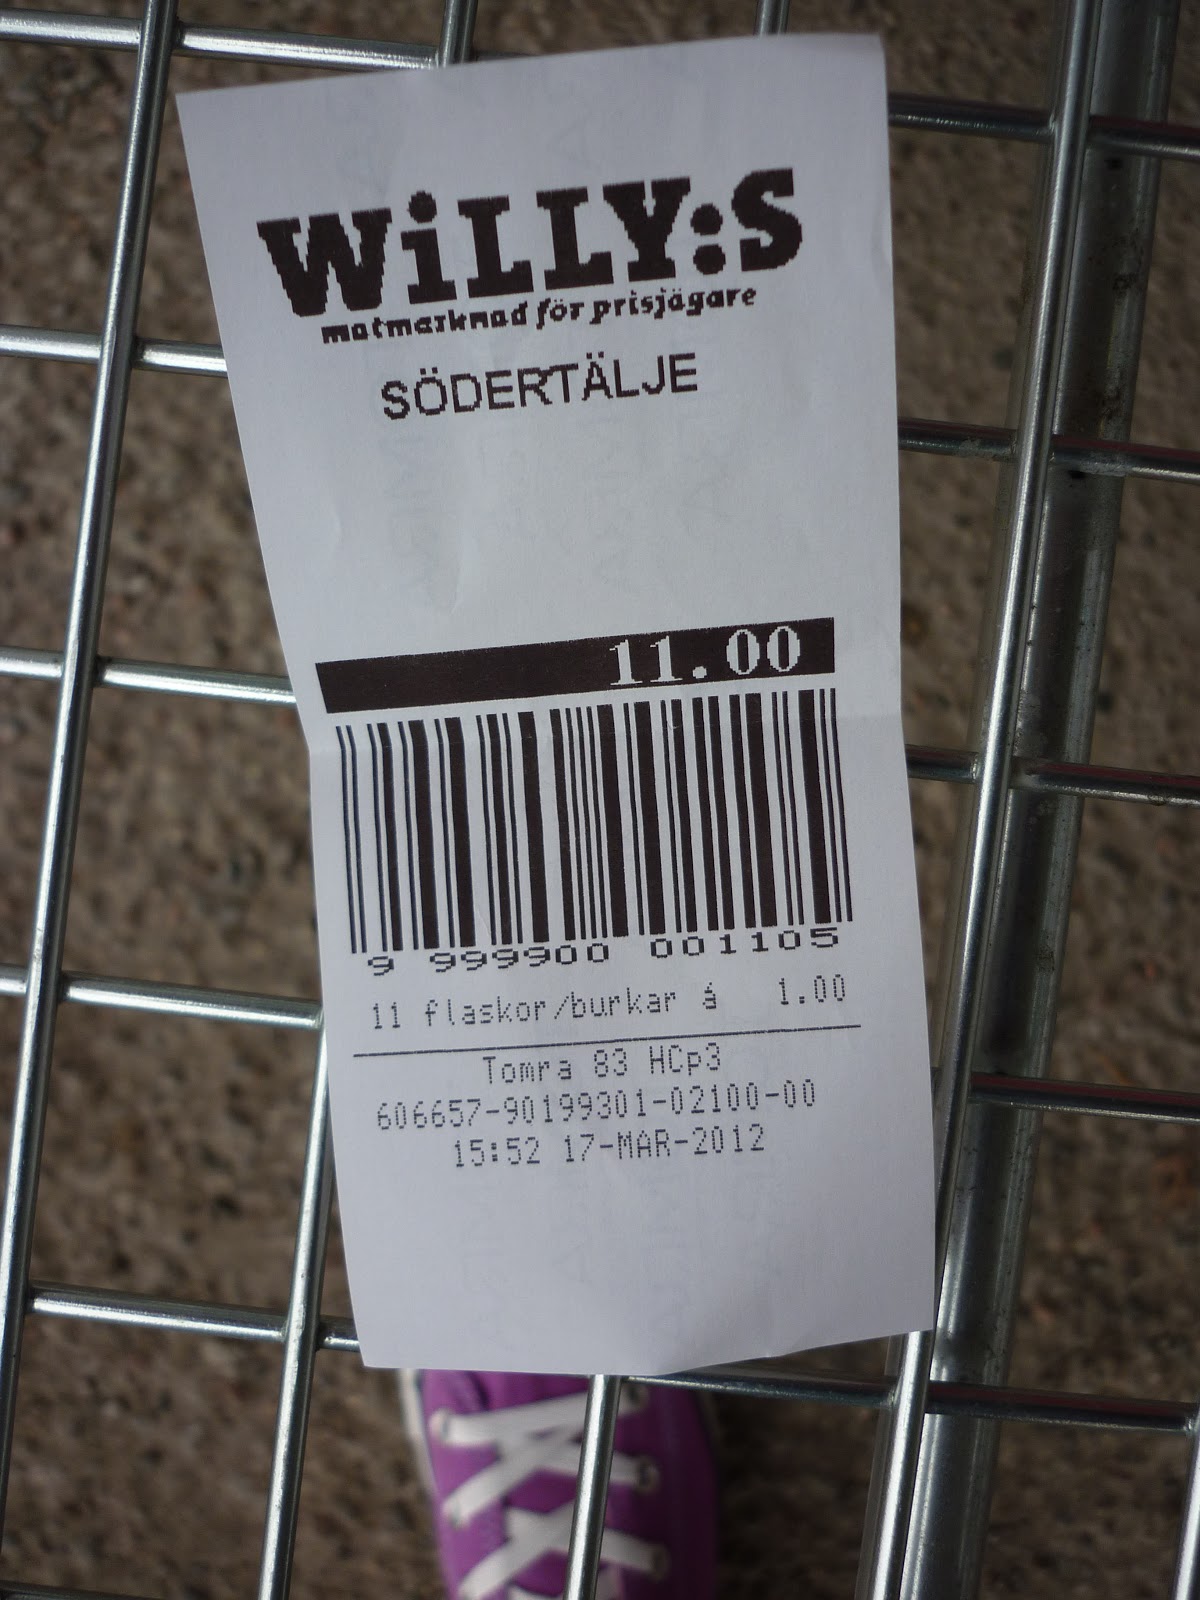 WiLLY:S
matmarknad för prisjägare
SÖDERTÄLJE
11.00
9 999900 001105
11 flaskor/burkar á 1.00
Tomra 83 HCp3
606657-90199301-02100-00
15:52 17-MAR-2012